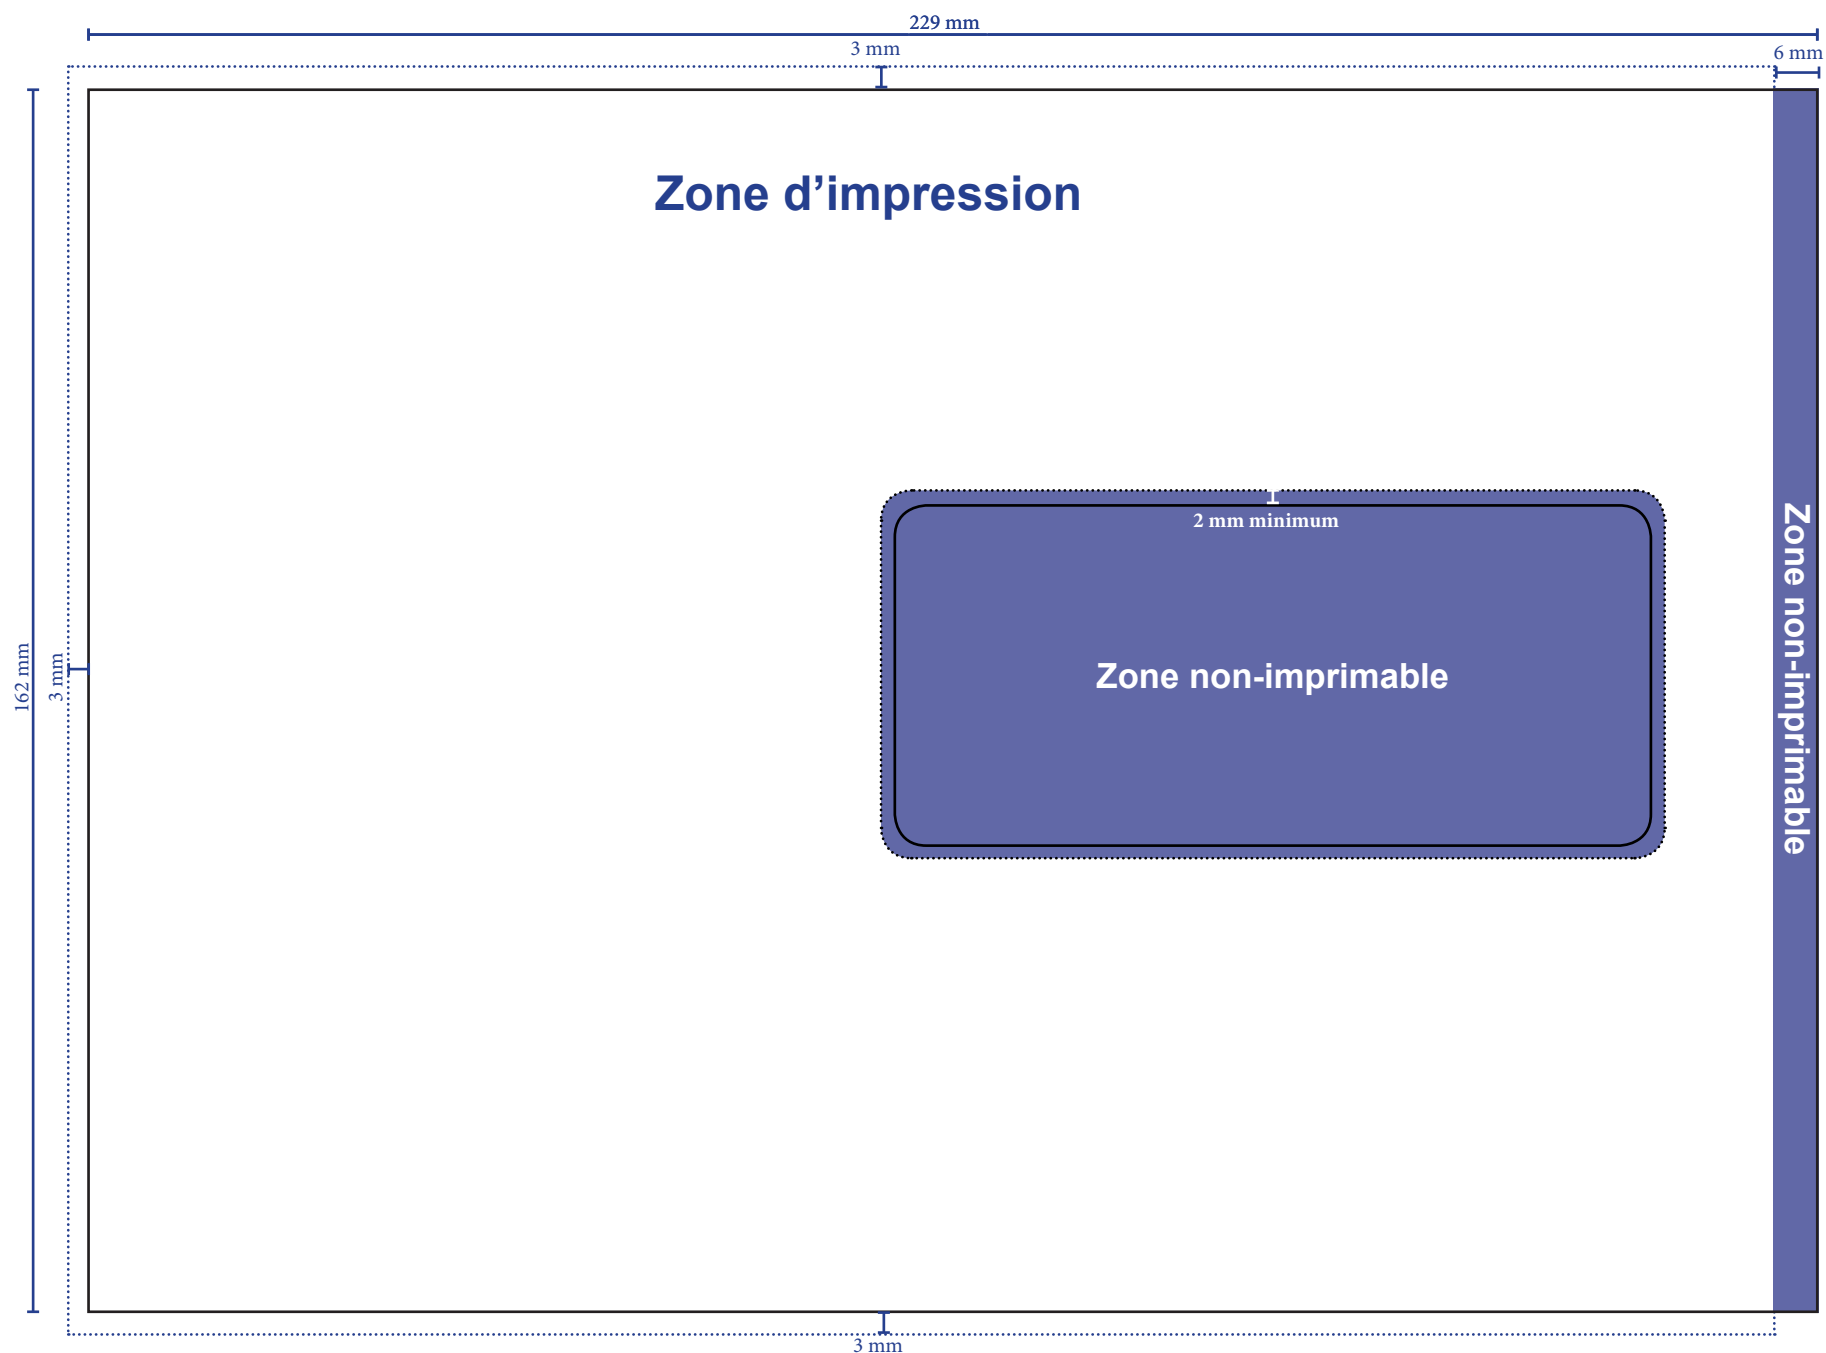 229 mm
3 mm
6 mm
Zone d’impression
2 mm minimum
Zone non-imprimable
Zone non-imprimable
162 mm
3 mm
3 mm